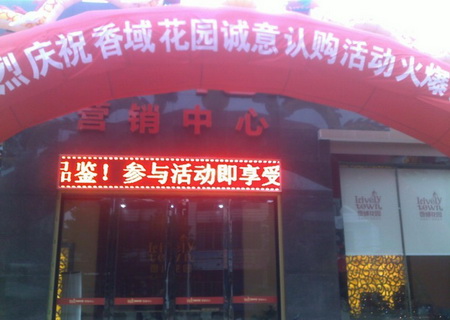 烈庆祝香域花园诚意认购活动火爆
营销中心
品鉴！参与活动即享受